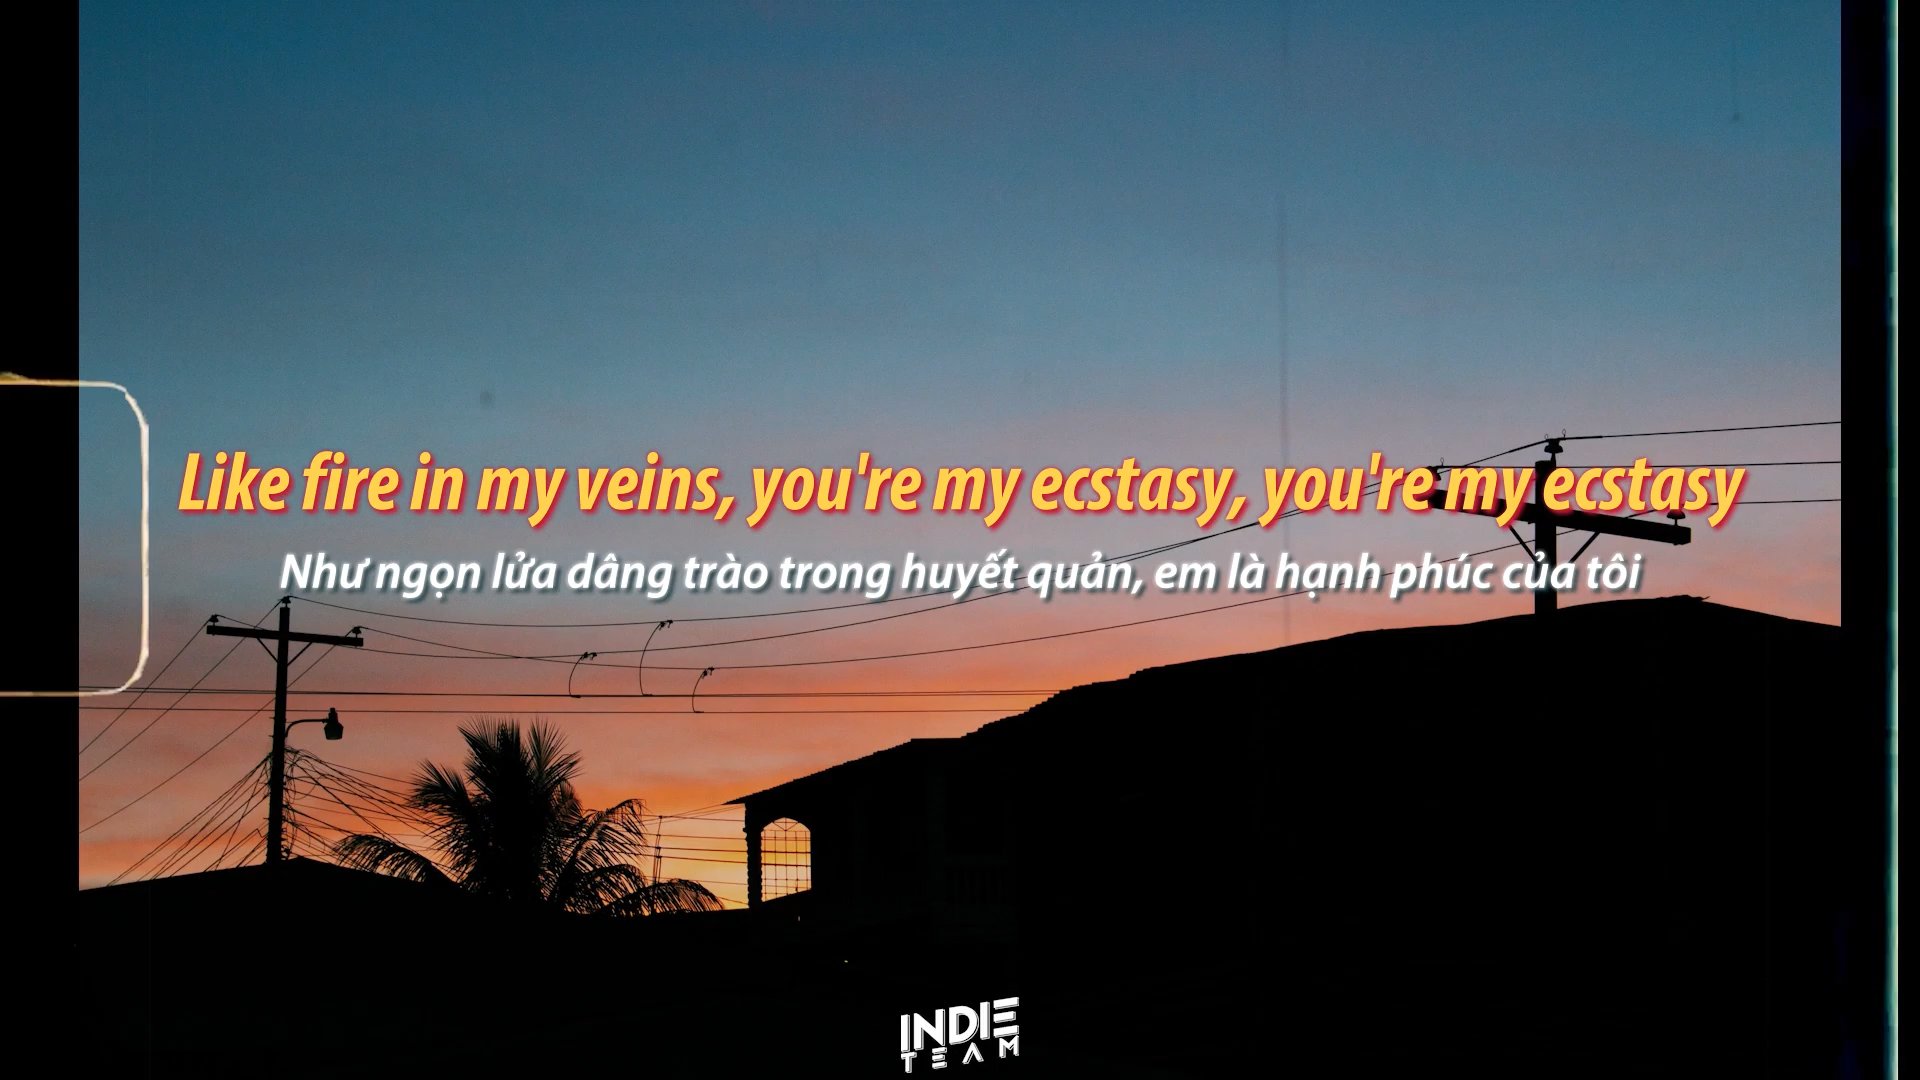 Like fire in my veins, you're my ecstasy, you're my ecstasy
Như ngọn lửa dâng trào trong huyết quản, em là hạnh phúc của tôi
INDIE
TEAM